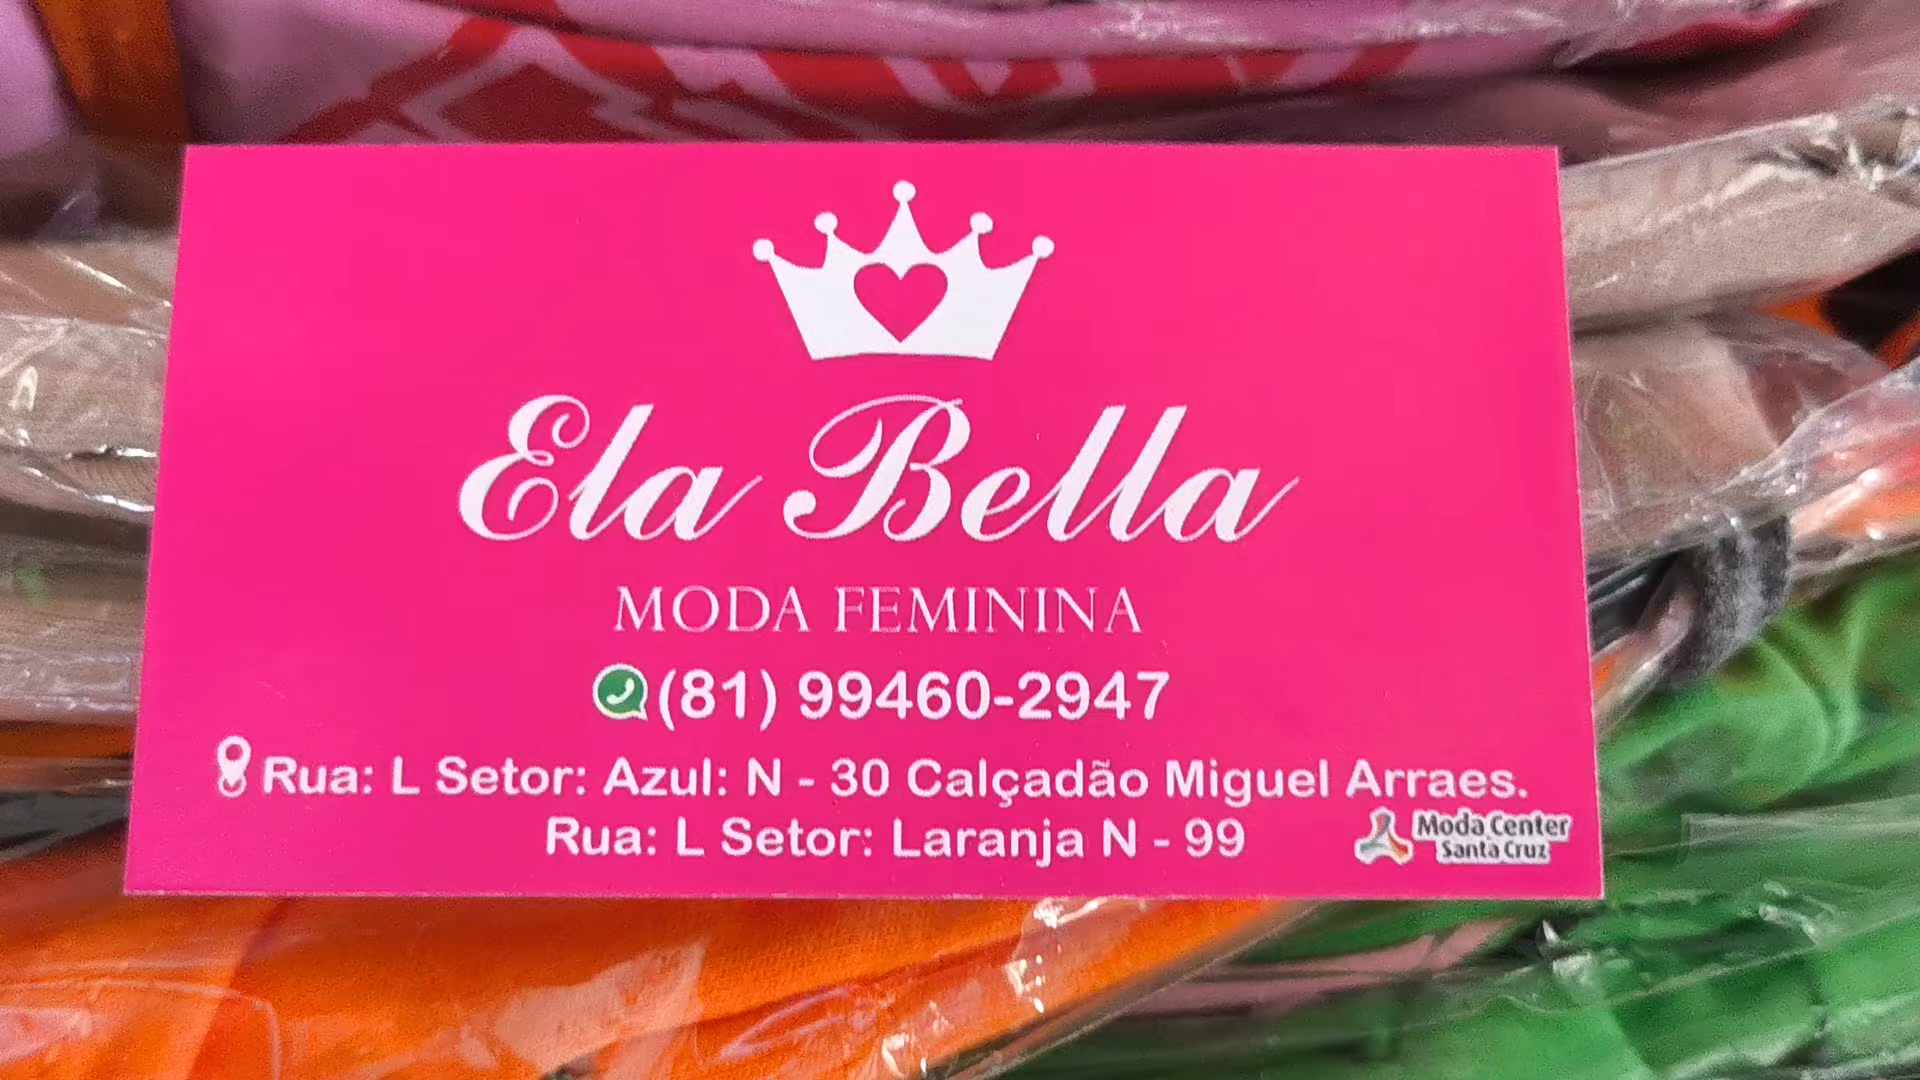 Ela Bella
MODA FEMININA
(81) 99460-2947
Rua: L Setor: Azul: N - 30 Calçadão Miguel Arraes.
Rua: L Setor: Laranja N - 99
Moda Center
Santa Cruz